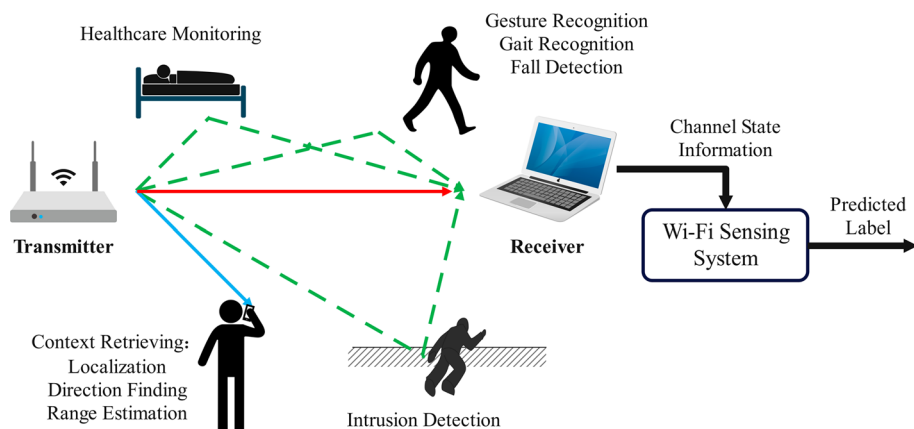 Healthcare Monitoring
Gesture Recognition
Gait Recognition
Fall Detection
Channel State
Information
Transmitter
Receiver
Wi-Fi Sensing
System
Predicted
Label
Context Retrieving：
Localization
Direction Finding
Range Estimation
Intrusion Detection